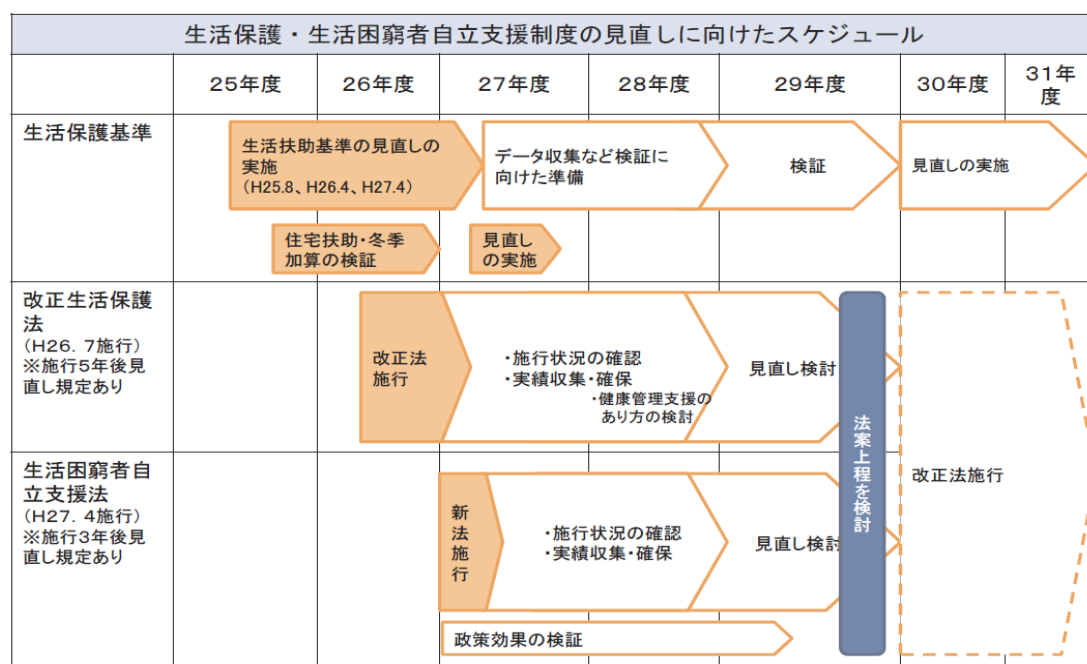 生活保護・生活困窮者自立支援制度の見直しに向けたスケジュール
25年度
26年度
27年度
28年度
29年度
30年度
31年
度
生活保護基準
生活扶助基準の見直しの
実施
(H25.8、H26.4、H27.4)
データ収集など検証に
向けた準備
検証
見直しの実施
住宅扶助・冬季
加算の検証
見直し
の実施
改正生活保護
法
(H26. 7施行)
※施行5年後見
直し規定あり
改正法
施行
・施行状況の確認
・実績収集・確保
・健康管理支援の
あり方の検討
見直し検討
法案上程を検討
改正法施行
生活困窮者自
立支援法
(H27. 4施行)
※施行3年後見
直し規定あり
新法施行
・施行状況の確認
・実績収集・確保
見直し検討
政策効果の検証